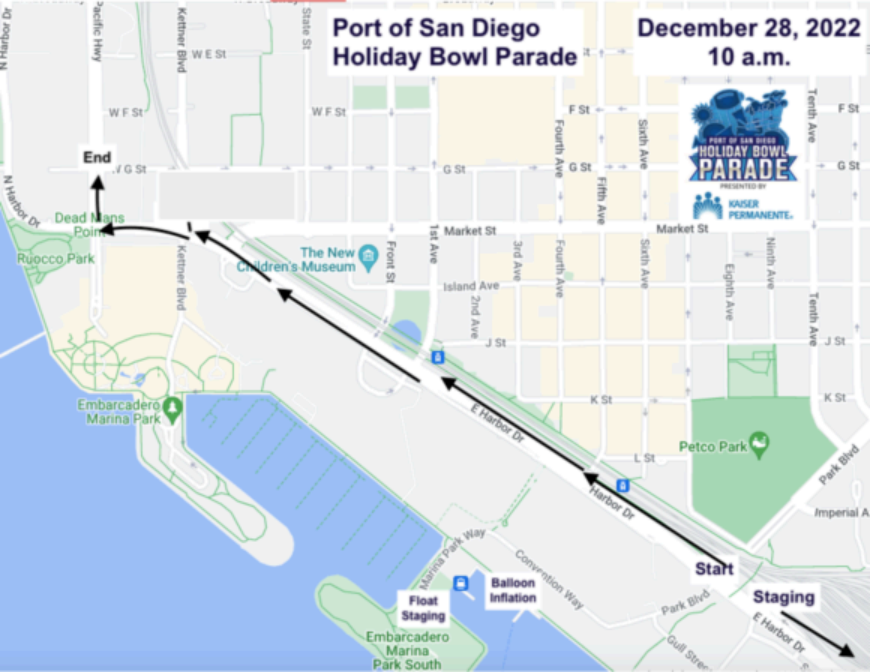 Port of San Diego
Holiday Bowl Parade
December 28, 2022
10 a.m.
PORT OF SAN DIEGO
HOLIDAY BOWL
PARADE
PRESENTED BY
KAISER
PERMANENTE®
N Harbor Dr
Pacific Hwy
Kettner Blvd
State St
W E St
W F St
W F St
F St
F St
Tenth Ave
Fourth Ave
Sixth Ave
Fifth Ave
End
W G St
G St
G St
G St
N Harbor Dr
Dead Mans
Point
Ruocco Park
Market St
Market St
Kettner Blvd
The New
Children's Museum
Front St
1st Ave
3rd Ave
Fourth Ave
Sixth Ave
Eighth Ave
Ninth Ave
Island Ave
2nd Ave
Tenth Ave
J St
J St
K St
K St
Embarcadero
Marina Park
E Harbor Dr
Petco Park
L St
Park Blvd
Harbor Dr
Imperial A
Marina Park Way
Convention Way
Start
Balloon
Inflation
Float
Staging
Staging
Park Blvd
E Harbor Dr
Gull Stree
Embarcadero
Marina
Park South